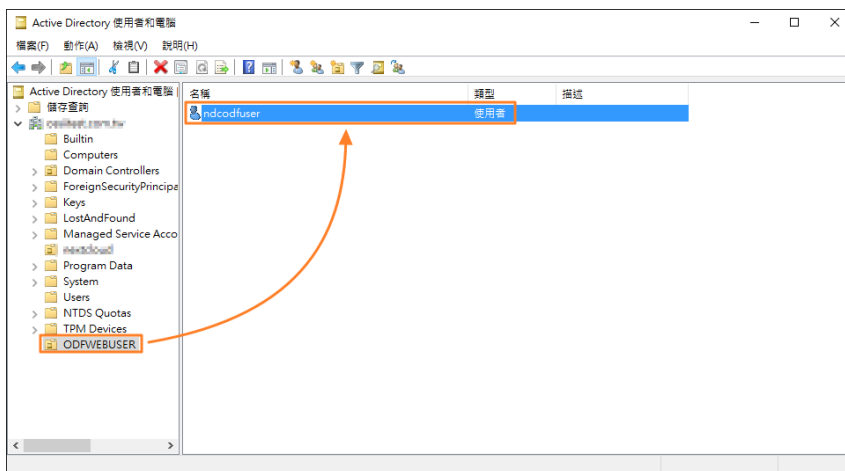 Active Directory 使用者和電腦
檔案(F) 動作(A) 檢視(V) 說明(H)
Active Directory 使用者和電腦
名稱 類型 描述
儲存查詢
ndcodfuser 使用者
Builtin
Computers
Domain Controllers
ForeignSecurityPrincipa
Keys
LostAndFound
Managed Service Acco
Program Data
System
Users
NTDS Quotas
TPM Devices
ODFWEBUSER